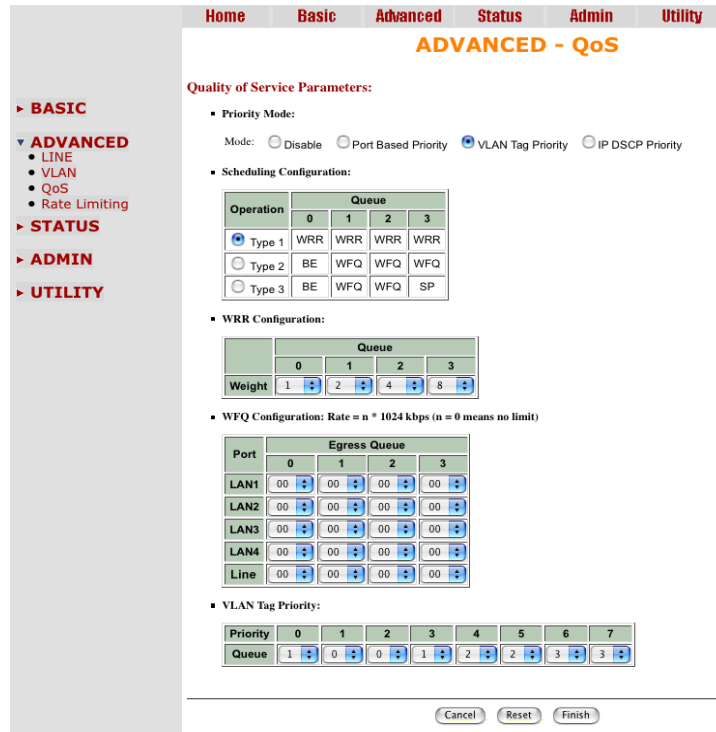 Home Basic Advanced Status Admin Utility
ADVANCED - QoS
BASIC
ADVANCED
LINE
VLAN
QoS
Rate Limiting
STATUS
ADMIN
UTILITY
Quality of Service Parameters:
Priority Mode:
Mode: Disable Port Based Priority VLAN Tag Priority IP DSCP Priority
Scheduling Configuration:
Operation Queue
0 1 2 3
Type 1 WRR WRR WRR WRR
Type 2 BE WFQ WFQ WFQ
Type 3 BE WFQ WFQ SP
WRR Configuration:
Queue
0 1 2 3
Weight 1 2 4 8
WFQ Configuration: Rate = n * 1024 kbps (n = 0 means no limit)
Port Egress Queue
0 1 2 3
LAN1 00 00 00 00
LAN2 00 00 00 00
LAN3 00 00 00 00
LAN4 00 00 00 00
Line 00 00 00 00
VLAN Tag Priority:
Priority 0 1 2 3 4 5 6 7
Queue 1 0 0 1 2 2 3 3
Cancel Reset Finish